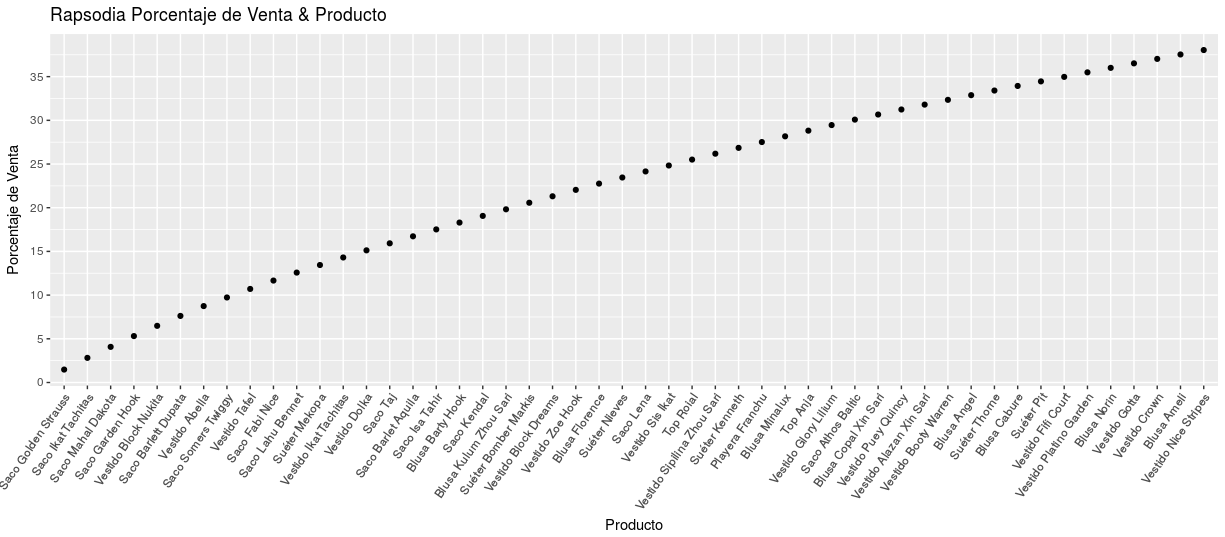 Rapsodia Porcentaje de Venta & Producto
Porcentaje de Venta
35
30
25
20
15
10
5
0
Saco Golden Strauss
Saco Ikat Tachitas
Saco Mahal Dakota
Saco Garden Hook
Vestido Block Nukita
Saco Barlett Dupata
Vestido Abella
Saco Somers Twiggy
Vestido Tafel
Saco Fabi Nice
Saco Lahu Bennet
Suéter Mekopa
Vestido Ikat Tachitas
Vestido Dolka
Saco Taj
Saco Barlet Aquila
Saco Isa Tahir
Blusa Barty Hook
Saco Kendal
Blusa Kulum Zhou Sari
Suéter Bomber Markis
Vestido Block Dreams
Vestido Zoe Hook
Blusa Florence
Suéter Nieves
Saco Lena
Vestido Sis Ikat
Top Roial
Vestido Sipilina Zhou Sari
Suéter Kenneth
Playera Franchu
Blusa Minalux
Top Anja
Vestido Glory Lilium
Saco Athos Baltic
Blusa Copal Xin Sari
Vestido Puey Quincy
Vestido Alazan Xin Sari
Vestido Booty Warren
Blusa Angel
Suéter Thorne
Blusa Cabure
Suéter Pit
Vestido Fifi Court
Vestido Platino Garden
Blusa Norin
Vestido Gotta
Vestido Crown
Blusa Ameli
Vestido Nice Stripes
Producto